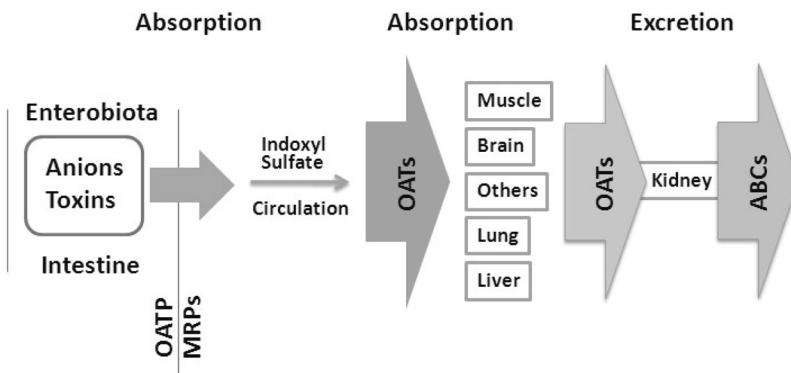 Absorption
Absorption
Excretion
Enterobiota
Anions
Toxins
Intestine
OATP
MRPs
Indoxyl
Sulfate
Circulation
OATs
Muscle
Brain
Others
Lung
Liver
OATs
Kidney
ABCs